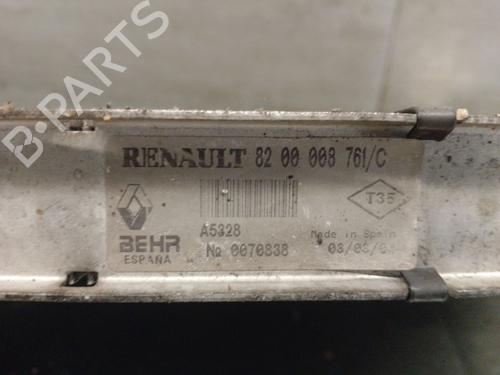 B-PARTS
RENAULT 82 00 008 761/C
A5328
T35
BEHR
ESPAÑA
№ 0070838
Made in Spain